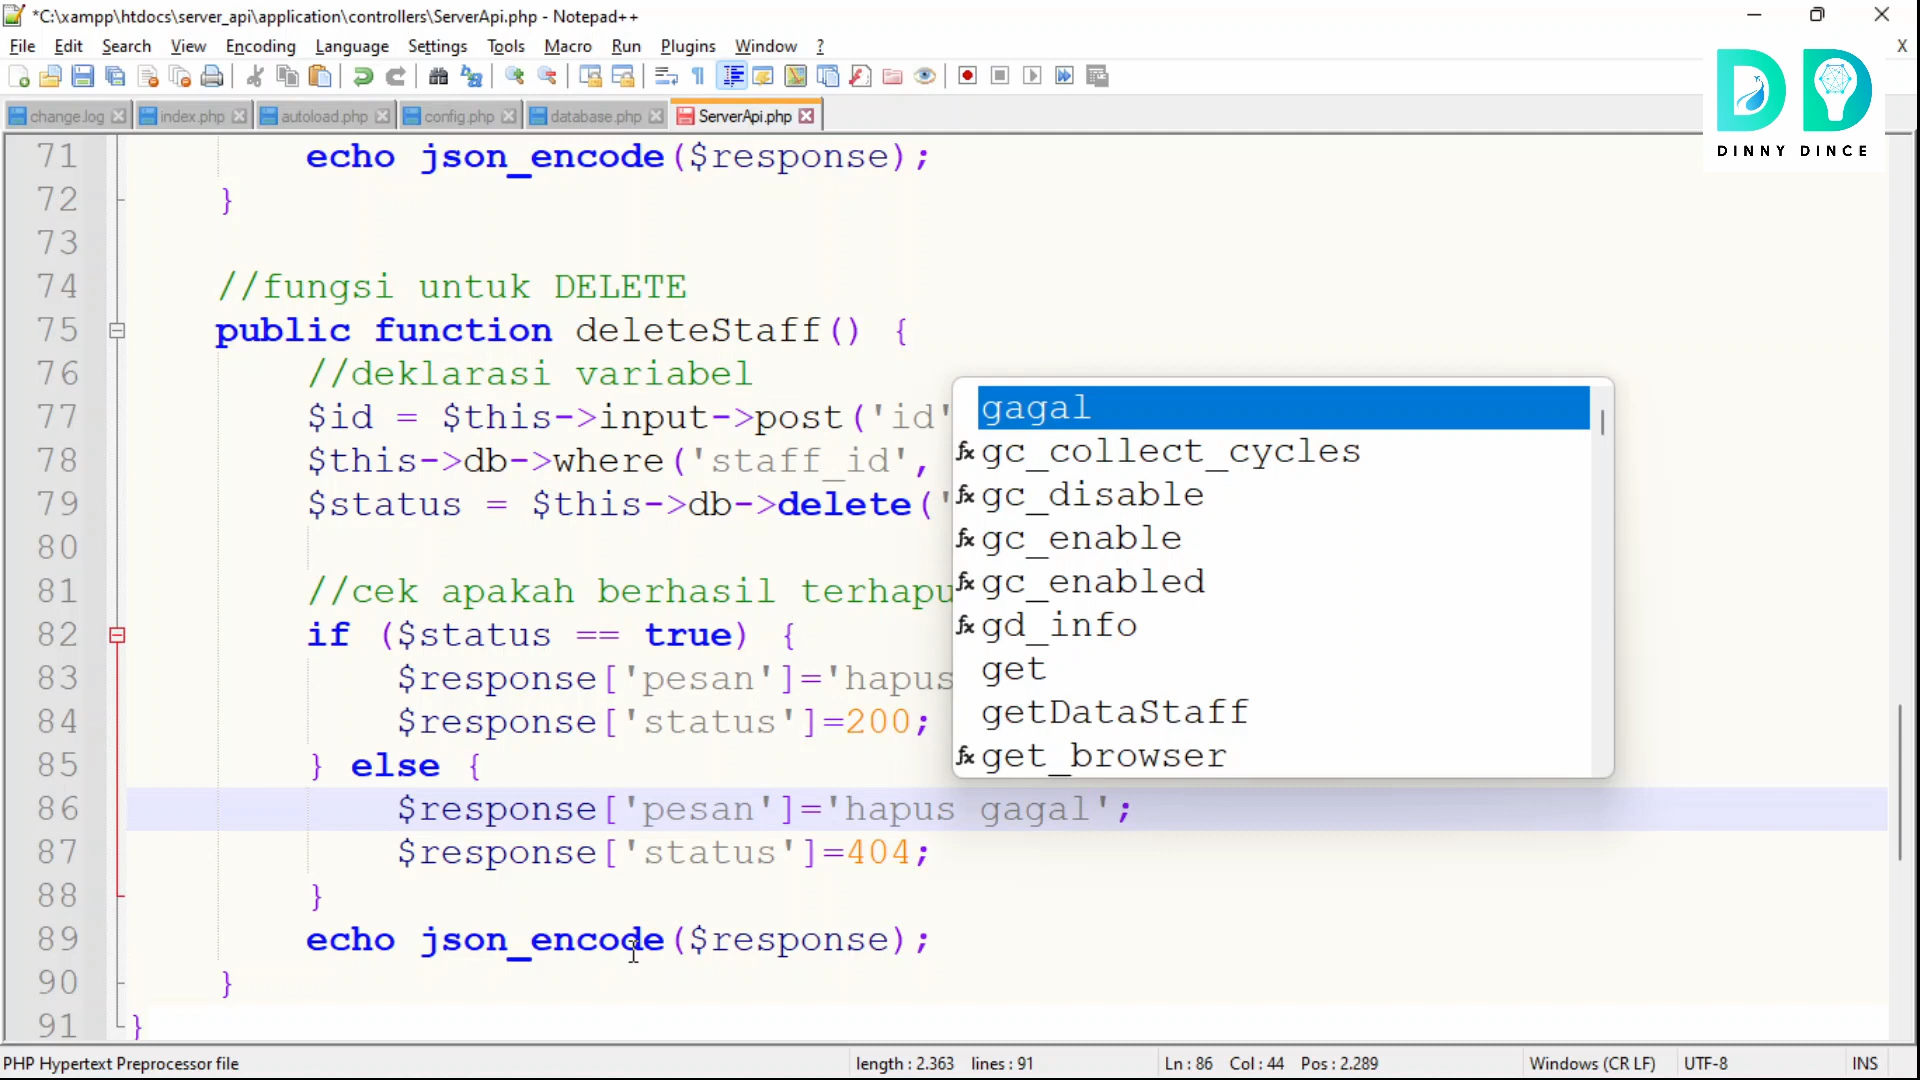 *C:\xampp\htdocs\server_api\application\controllers\ServerApi.php - Notepad++
File Edit Search View Encoding Language Settings Tools Macro Run Plugins Window ? X
change.log index.php autoload.php config.php database.php ServerApi.php
DINNY DINCE
71 echo json_encode($response);
72 }
73
74 //fungsi untuk DELETE
75 public function deleteStaff() {
76 //deklarasi variabel
77 $id = $this->input->post('id'
78 $this->db->where('staff_id',
79 $status = $this->db->delete('
80
81 //cek apakah berhasil terhapu
82 if ($status == true) {
83 $response['pesan']='hapus
84 $response['status']=200;
85 } else {
86 $response['pesan']='hapus gagal';
87 $response['status']=404;
88 }
89 echo json_encode($response);
90 }
91 }
gagal
fx gc_collect_cycles
fx gc_disable
fx gc_enable
fx gc_enabled
fx gd_info
get
getDataStaff
fx get_browser
PHP Hypertext Preprocessor file length : 2.363 lines : 91 Ln : 86 Col : 44 Pos : 2.289 Windows (CR LF) UTF-8 INS